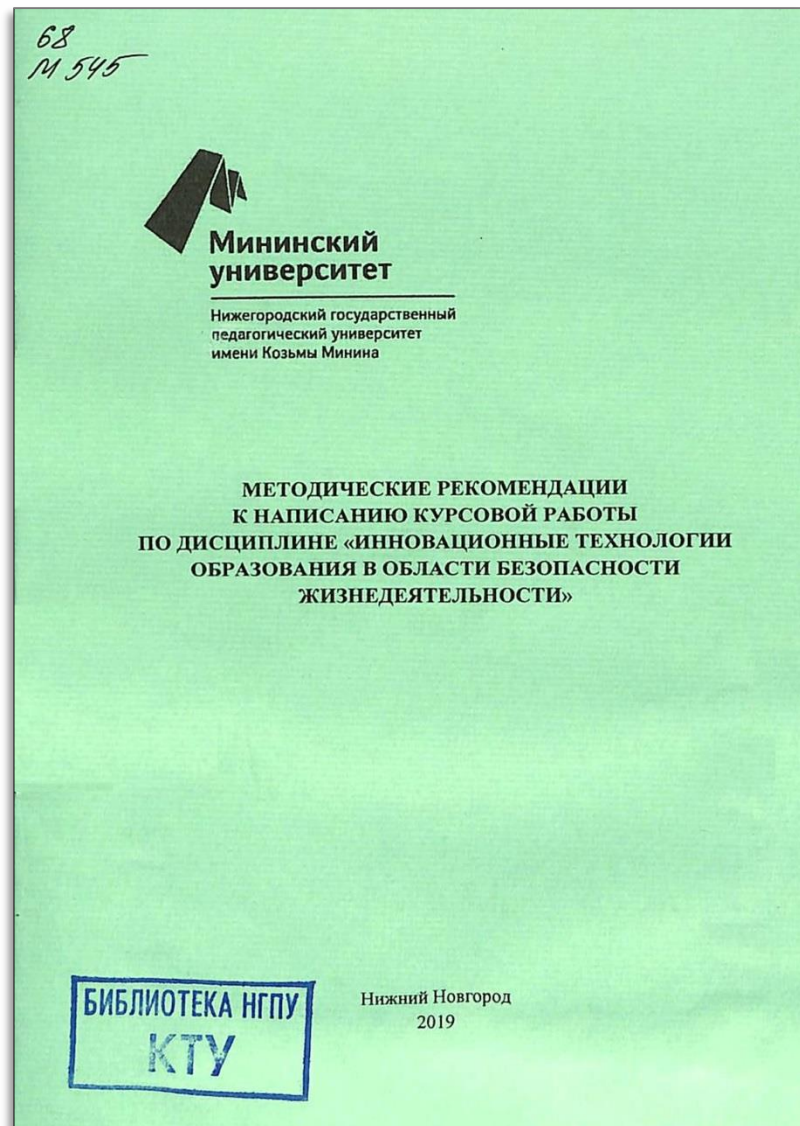 68
М 545
Мининский
университет
Нижегородский государственный
педагогический университет
имени Козьмы Минина
МЕТОДИЧЕСКИЕ РЕКОМЕНДАЦИИ
К НАПИСАНИЮ КУРСОВОЙ РАБОТЫ
ПО ДИСЦИПЛИНЕ «ИННОВАЦИОННЫЕ ТЕХНОЛОГИИ
ОБРАЗОВАНИЯ В ОБЛАСТИ БЕЗОПАСНОСТИ
ЖИЗНЕДЕЯТЕЛЬНОСТИ»
БИБЛИОТЕКА НГПУ
КТУ
Нижний Новгород
2019